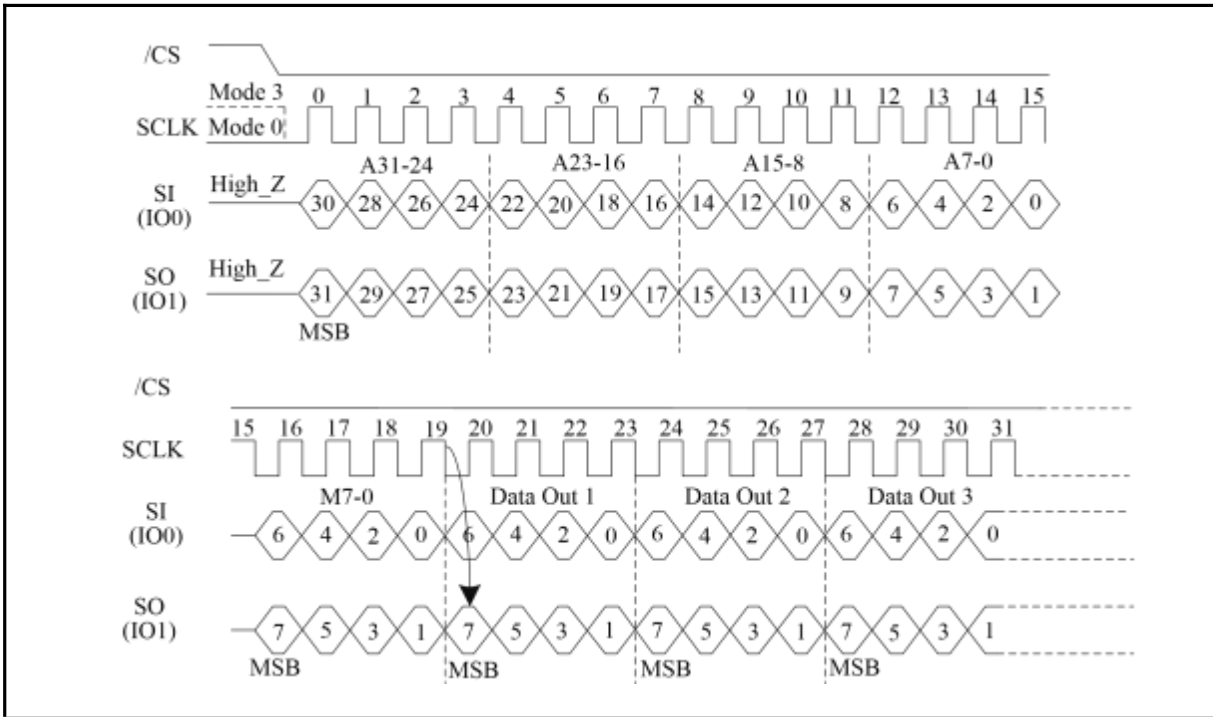 /CS
Mode 3 0 1 2 3 4 5 6 7 8 9 10 11 12 13 14 15
SCLK Mode 0
A31-24 A23-16 A15-8 A7-0
SI High_Z
(IO0) 30 28 26 24 22 20 18 16 14 12 10 8 6 4 2 0
SO High_Z
(IO1) 31 29 27 25 23 21 19 17 15 13 11 9 7 5 3 1
MSB
/CS
15 16 17 18 19 20 21 22 23 24 25 26 27 28 29 30 31
SCLK
M7-0 Data Out 1 Data Out 2 Data Out 3
SI
(IO0) 6 4 2 0 6 4 2 0 6 4 2 0 6 4 2 0
SO
(IO1) 7 5 3 1 7 5 3 1 7 5 3 1 7 5 3 1
MSB MSB MSB MSB